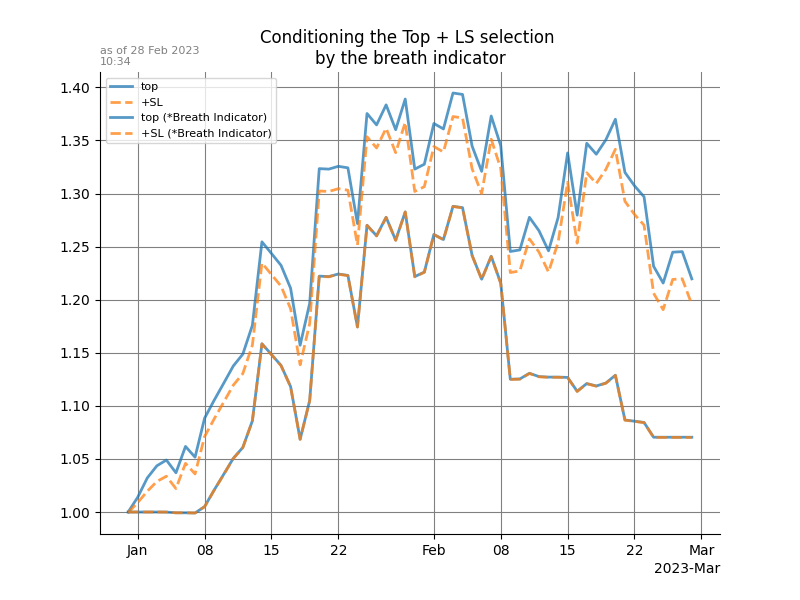 Conditioning the Top + LS selection
by the breath indicator
as of 28 Feb 2023
10:34
top
+SL
top (*Breath Indicator)
+SL (*Breath Indicator)
1.40
1.35
1.30
1.25
1.20
1.15
1.10
1.05
1.00
Jan 08 15 22 Feb 08 15 22 Mar
2023-Mar